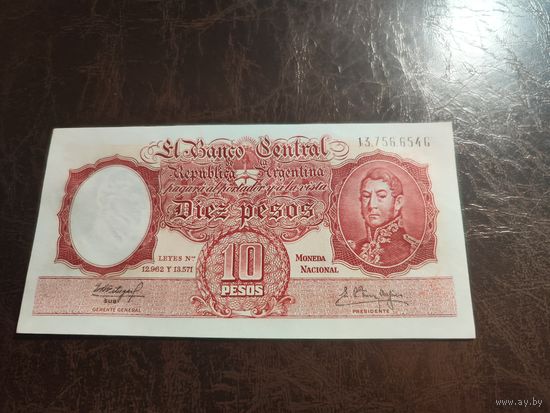 El Banco Central
13.756.654G
de la
República Argentina
pagará al portador y a la vista
Diez pesos
LEYES Nos
12.962 Y 13.571
10
PESOS
MONEDA
NACIONAL
SUB
GERENTE GENERAL
PRESIDENTE
www.ay.by